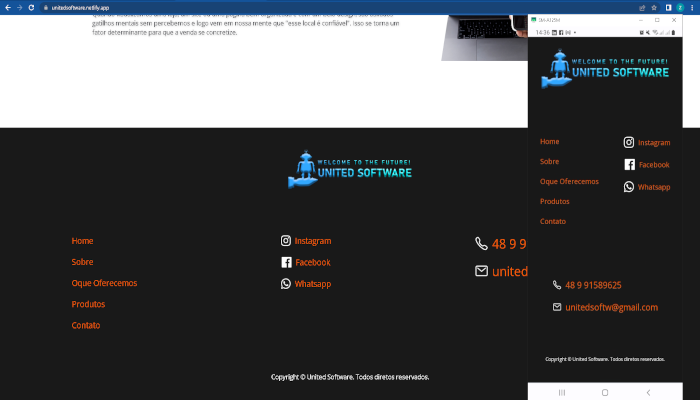 unitedsoftware.netlify.app
gatilhos mentais sem percebemos e logo vem em nossa mente que "esse local é confiável". Isso se torna um
fator determinante para que a venda se concretize.
WELCOME TO THE FUTURE!
UNITED SOFTWARE
Home
Sobre
Oque Oferecemos
Produtos
Contato
Instagram
Facebook
Whatsapp
48 9 9
united
Copyright © United Software. Todos diretos reservados.
14:36
WELCOME TO THE FUTURE!
UNITED SOFTWARE
Home
Sobre
Oque Oferecemos
Produtos
Contato
Instagram
Facebook
Whatsapp
48 9 91589625
unitedsoftw@gmail.com
Copyright © United Software. Todos diretos reservados.